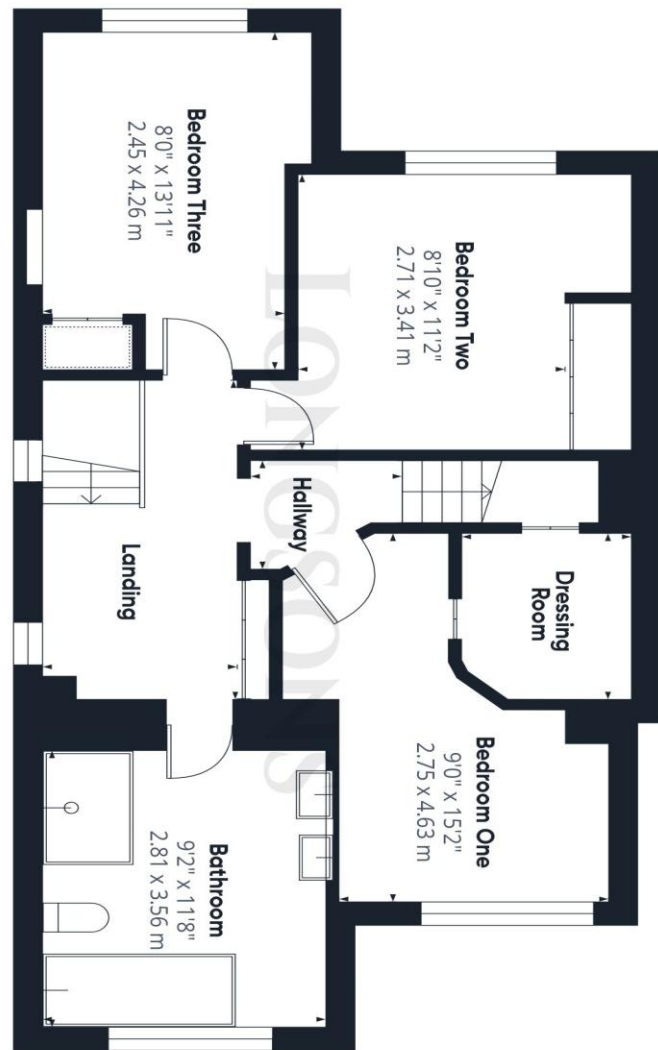 Bedroom Three
8'0" x 13'11"
2.45 x 4.26 m
Bedroom Two
8'10" x 11'2"
2.71 x 3.41 m
Hallway
Landing
Dressing
Room
Bedroom One
9'0" x 15'2"
2.75 x 4.63 m
Bathroom
9'2" x 11'8"
2.81 x 3.56 m
LONGSONS